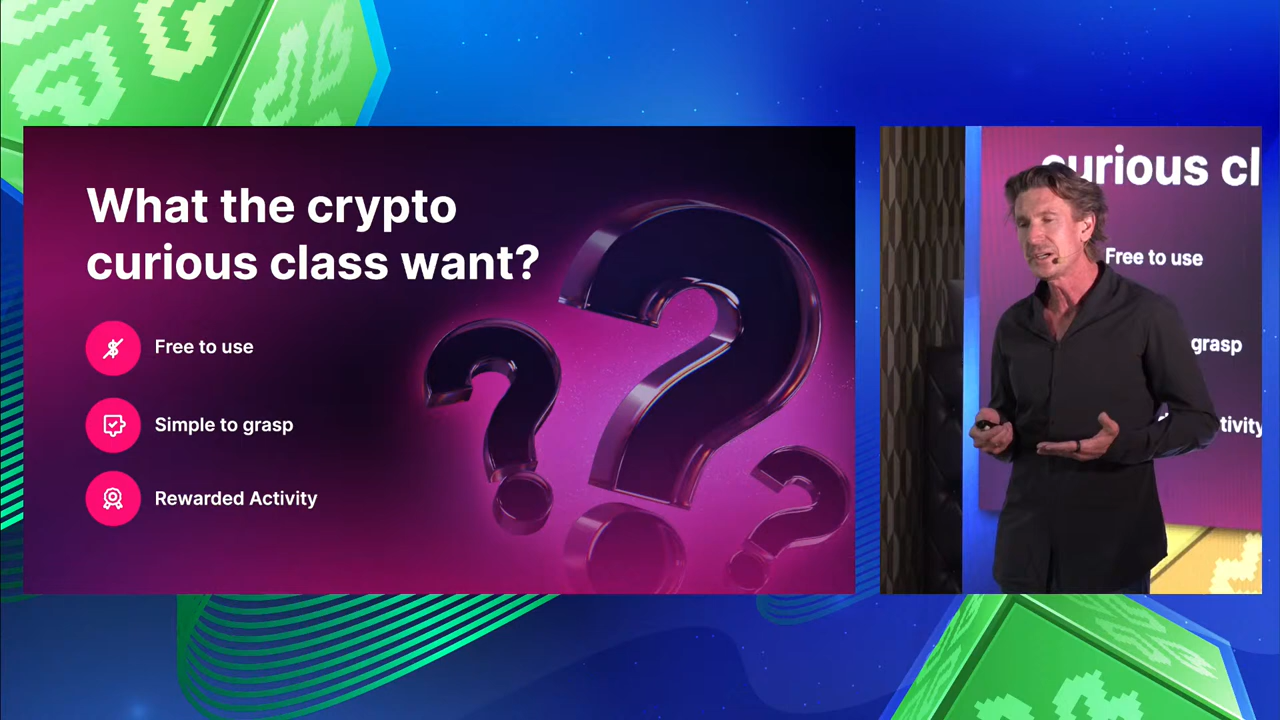 What the crypto
curious class want?
Free to use
Simple to grasp
Rewarded Activity
curious cl
Free to use
grasp
tivity